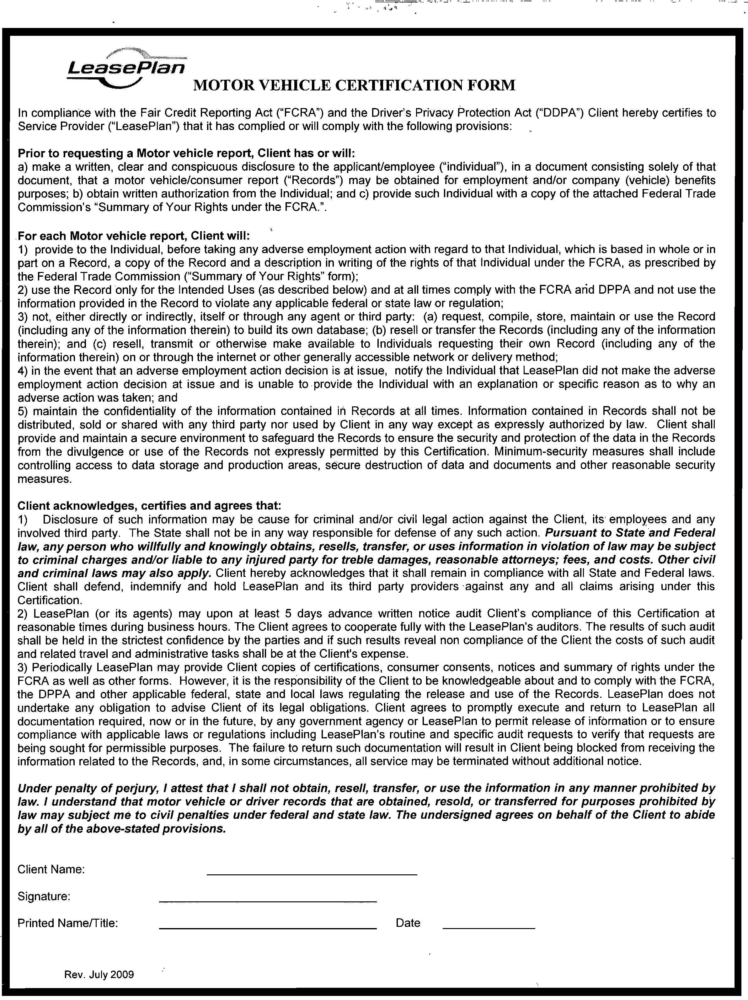 LeasePlan
MOTOR VEHICLE CERTIFICATION FORM
In compliance with the Fair Credit Reporting Act (“FCRA”) and the Driver’s Privacy Protection Act (“DDPA”) Client hereby certifies to
Service Provider (“LeasePlan”) that it has complied or will comply with the following provisions:
Prior to requesting a Motor vehicle report, Client has or will:
a) make a written, clear and conspicuous disclosure to the applicant/employee (“individual”), in a document consisting solely of that
document, that a motor vehicle/consumer report (“Records”) may be obtained for employment and/or company (vehicle) benefits
purposes; b) obtain written authorization from the Individual; and c) provide such Individual with a copy of the attached Federal Trade
Commission’s “Summary of Your Rights under the FCRA.”.
For each Motor vehicle report, Client will:
1) provide to the Individual, before taking any adverse employment action with regard to that Individual, which is based in whole or in
part on a Record, a copy of the Record and a description in writing of the rights of that Individual under the FCRA, as prescribed by
the Federal Trade Commission (“Summary of Your Rights” form);
2) use the Record only for the Intended Uses (as described below) and at all times comply with the FCRA and DPPA and not use the
information provided in the Record to violate any applicable federal or state law or regulation;
3) not, either directly or indirectly, itself or through any agent or third party: (a) request, compile, store, maintain or use the Record
(including any of the information therein) to build its own database; (b) resell or transfer the Records (including any of the information
therein); and (c) resell, transmit or otherwise make available to Individuals requesting their own Record (including any of the
information therein) on or through the internet or other generally accessible network or delivery method;
4) in the event that an adverse employment action decision is at issue, notify the Individual that LeasePlan did not make the adverse
employment action decision at issue and is unable to provide the Individual with an explanation or specific reason as to why an
adverse action was taken; and
5) maintain the confidentiality of the information contained in Records at all times. Information contained in Records shall not be
distributed, sold or shared with any third party nor used by Client in any way except as expressly authorized by law. Client shall
provide and maintain a secure environment to safeguard the Records to ensure the security and protection of the data in the Records
from the divulgence or use of the Records not expressly permitted by this Certification. Minimum-security measures shall include
controlling access to data storage and production areas, secure destruction of data and documents and other reasonable security
measures.
Client acknowledges, certifies and agrees that:
1) Disclosure of such information may be cause for criminal and/or civil legal action against the Client, its employees and any
involved third party. The State shall not be in any way responsible for defense of any such action. Pursuant to State and Federal
law, any person who willfully and knowingly obtains, resells, transfer, or uses information in violation of law may be subject
to criminal charges and/or liable to any injured party for treble damages, reasonable attorneys; fees, and costs. Other civil
and criminal laws may also apply. Client hereby acknowledges that it shall remain in compliance with all State and Federal laws.
Client shall defend, indemnify and hold LeasePlan and its third party providers against any and all claims arising under this
Certification.
2) LeasePlan (or its agents) may upon at least 5 days advance written notice audit Client's compliance of this Certification at
reasonable times during business hours. The Client agrees to cooperate fully with the LeasePlan's auditors. The results of such audit
shall be held in the strictest confidence by the parties and if such results reveal non compliance of the Client the costs of such audit
and related travel and administrative tasks shall be at the Client's expense.
3) Periodically LeasePlan may provide Client copies of certifications, consumer consents, notices and summary of rights under the
FCRA as well as other forms. However, it is the responsibility of the Client to be knowledgeable about and to comply with the FCRA,
the DPPA and other applicable federal, state and local laws regulating the release and use of the Records. LeasePlan does not
undertake any obligation to advise Client of its legal obligations. Client agrees to promptly execute and return to LeasePlan all
documentation required, now or in the future, by any government agency or LeasePlan to permit release of information or to ensure
compliance with applicable laws or regulations including LeasePlan's routine and specific audit requests to verify that requests are
being sought for permissible purposes. The failure to return such documentation will result in Client being blocked from receiving the
information related to the Records, and, in some circumstances, all service may be terminated without additional notice.
Under penalty of perjury, I attest that I shall not obtain, resell, transfer, or use the information in any manner prohibited by
law. I understand that motor vehicle or driver records that are obtained, resold, or transferred for purposes prohibited by
law may subject me to civil penalties under federal and state law. The undersigned agrees on behalf of the Client to abide
by all of the above-stated provisions.
Client Name:
Signature:
Printed Name/Title: Date
Rev. July 2009